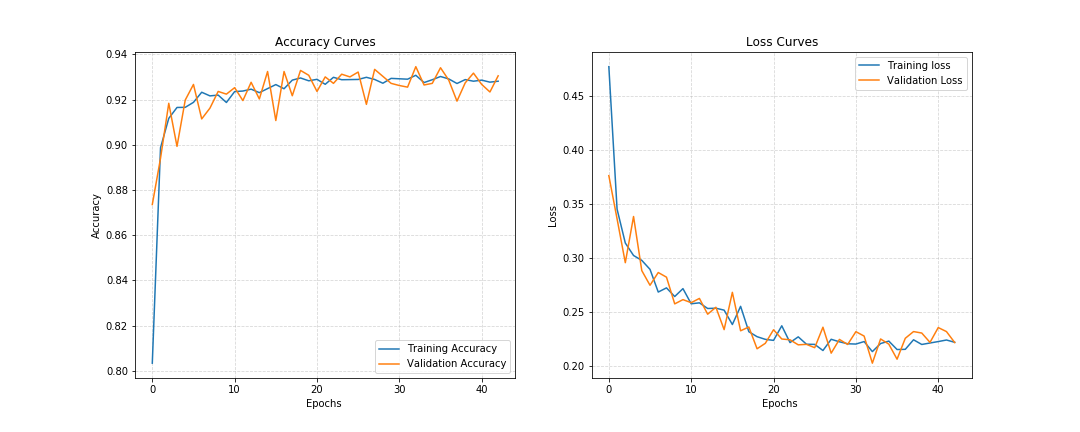 Accuracy Curves
Accuracy
0.94
0.92
0.90
0.88
0.86
0.84
0.82
0.80
0
10
20
30
40
Epochs
Training Accuracy
Validation Accuracy
Loss Curves
Loss
0.45
0.40
0.35
0.30
0.25
0.20
0
10
20
30
40
Epochs
Training loss
Validation Loss